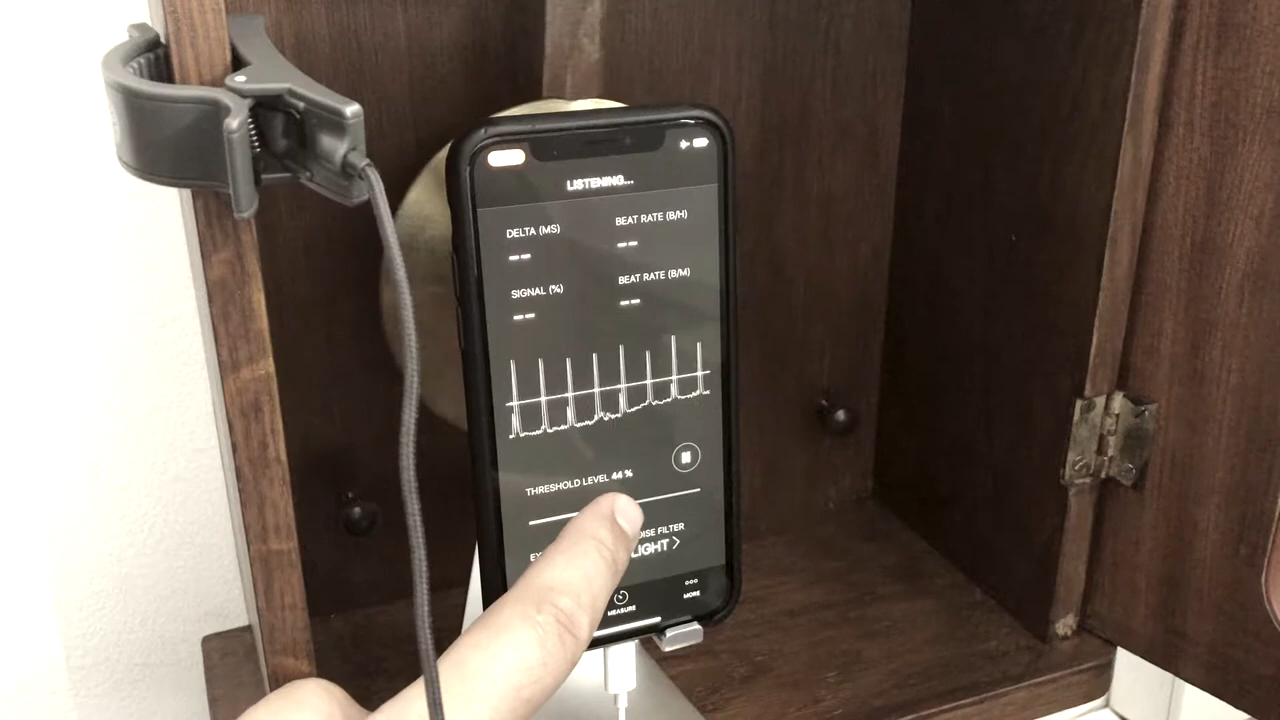 LISTENING...
DELTA (MS)
BEAT RATE (B/H)
-- --
-- --
SIGNAL (%)
BEAT RATE (B/M)
-- --
-- --
THRESHOLD LEVEL 44 %
LIGHT >
MEASURE
MORE